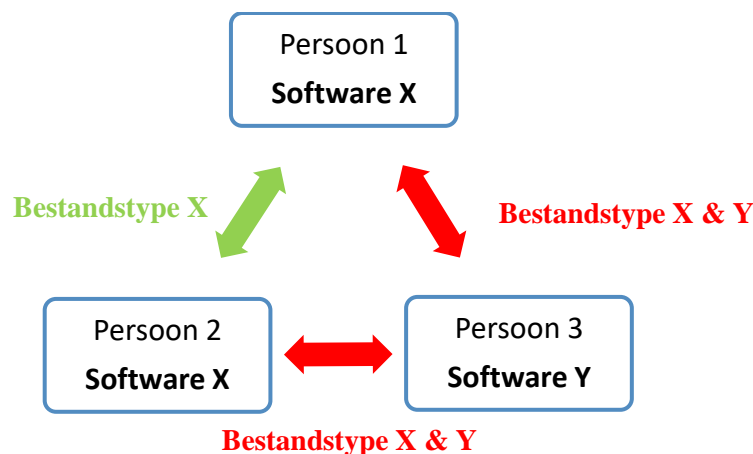 Persoon 1
Software X
Bestandstype X
Bestandstype X & Y
Persoon 2
Software X
Persoon 3
Software Y
Bestandstype X & Y